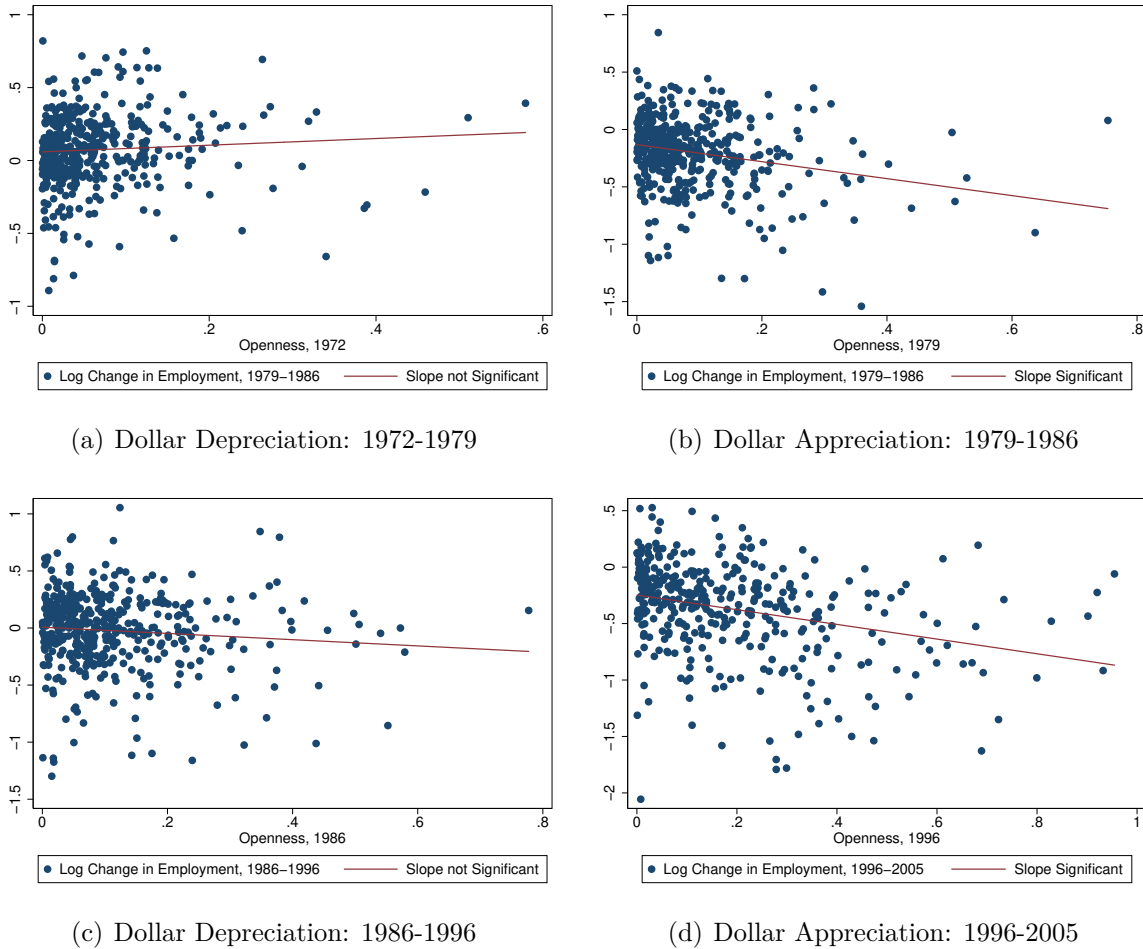 1
.5
0
−.5
−1
0
.2
.4
.6
Openness, 1972
Log Change in Employment, 1979−1986
Slope not Significant
(a) Dollar Depreciation: 1972-1979
1
.5
0
−.5
−1
−1.5
0
.2
.4
.6
.8
Openness, 1979
Log Change in Employment, 1979−1986
Slope Significant
(b) Dollar Appreciation: 1979-1986
1
.5
0
−.5
−1
−1.5
0
.2
.4
.6
.8
Openness, 1986
Log Change in Employment, 1986−1996
Slope not Significant
(c) Dollar Depreciation: 1986-1996
.5
0
−.5
−1
−1.5
−2
0
.2
.4
.6
.8
1
Openness, 1996
Log Change in Employment, 1996−2005
Slope Significant
(d) Dollar Appreciation: 1996-2005